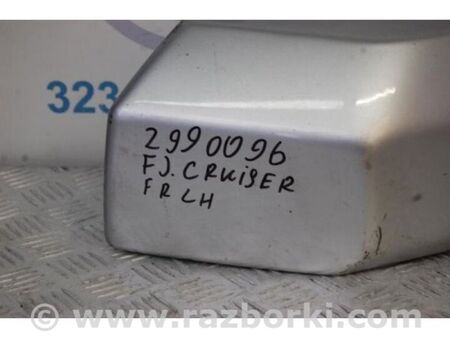 323
2990096
FJ. CRUISER
FR LH
© www.razborki.com